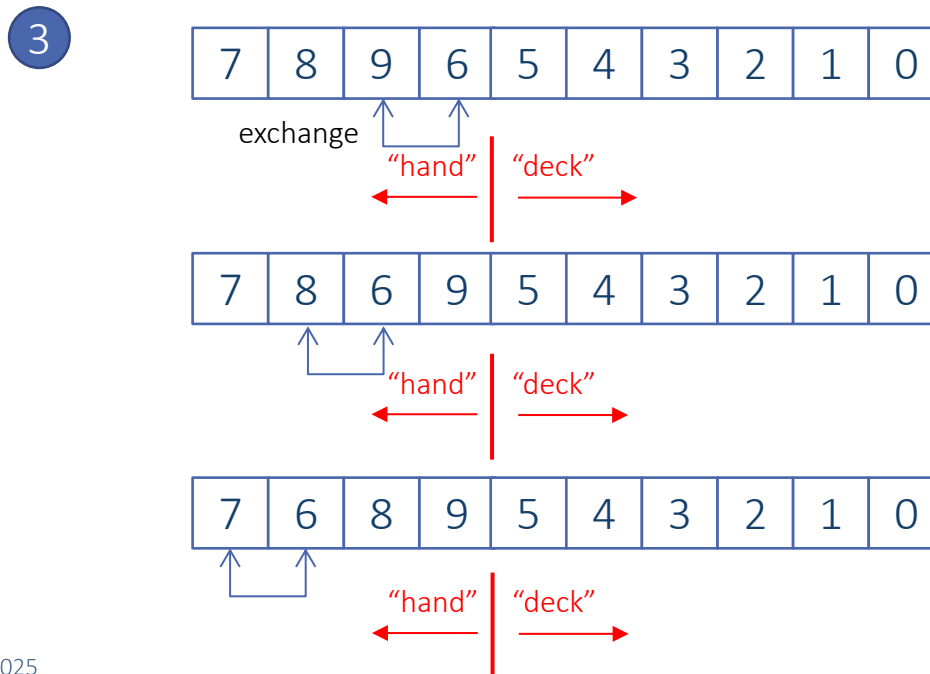 3
7 8 9 6 5 4 3 2 1 0
exchange
“hand” “deck”
7 8 6 9 5 4 3 2 1 0
“hand” “deck”
7 6 8 9 5 4 3 2 1 0
“hand” “deck”
025